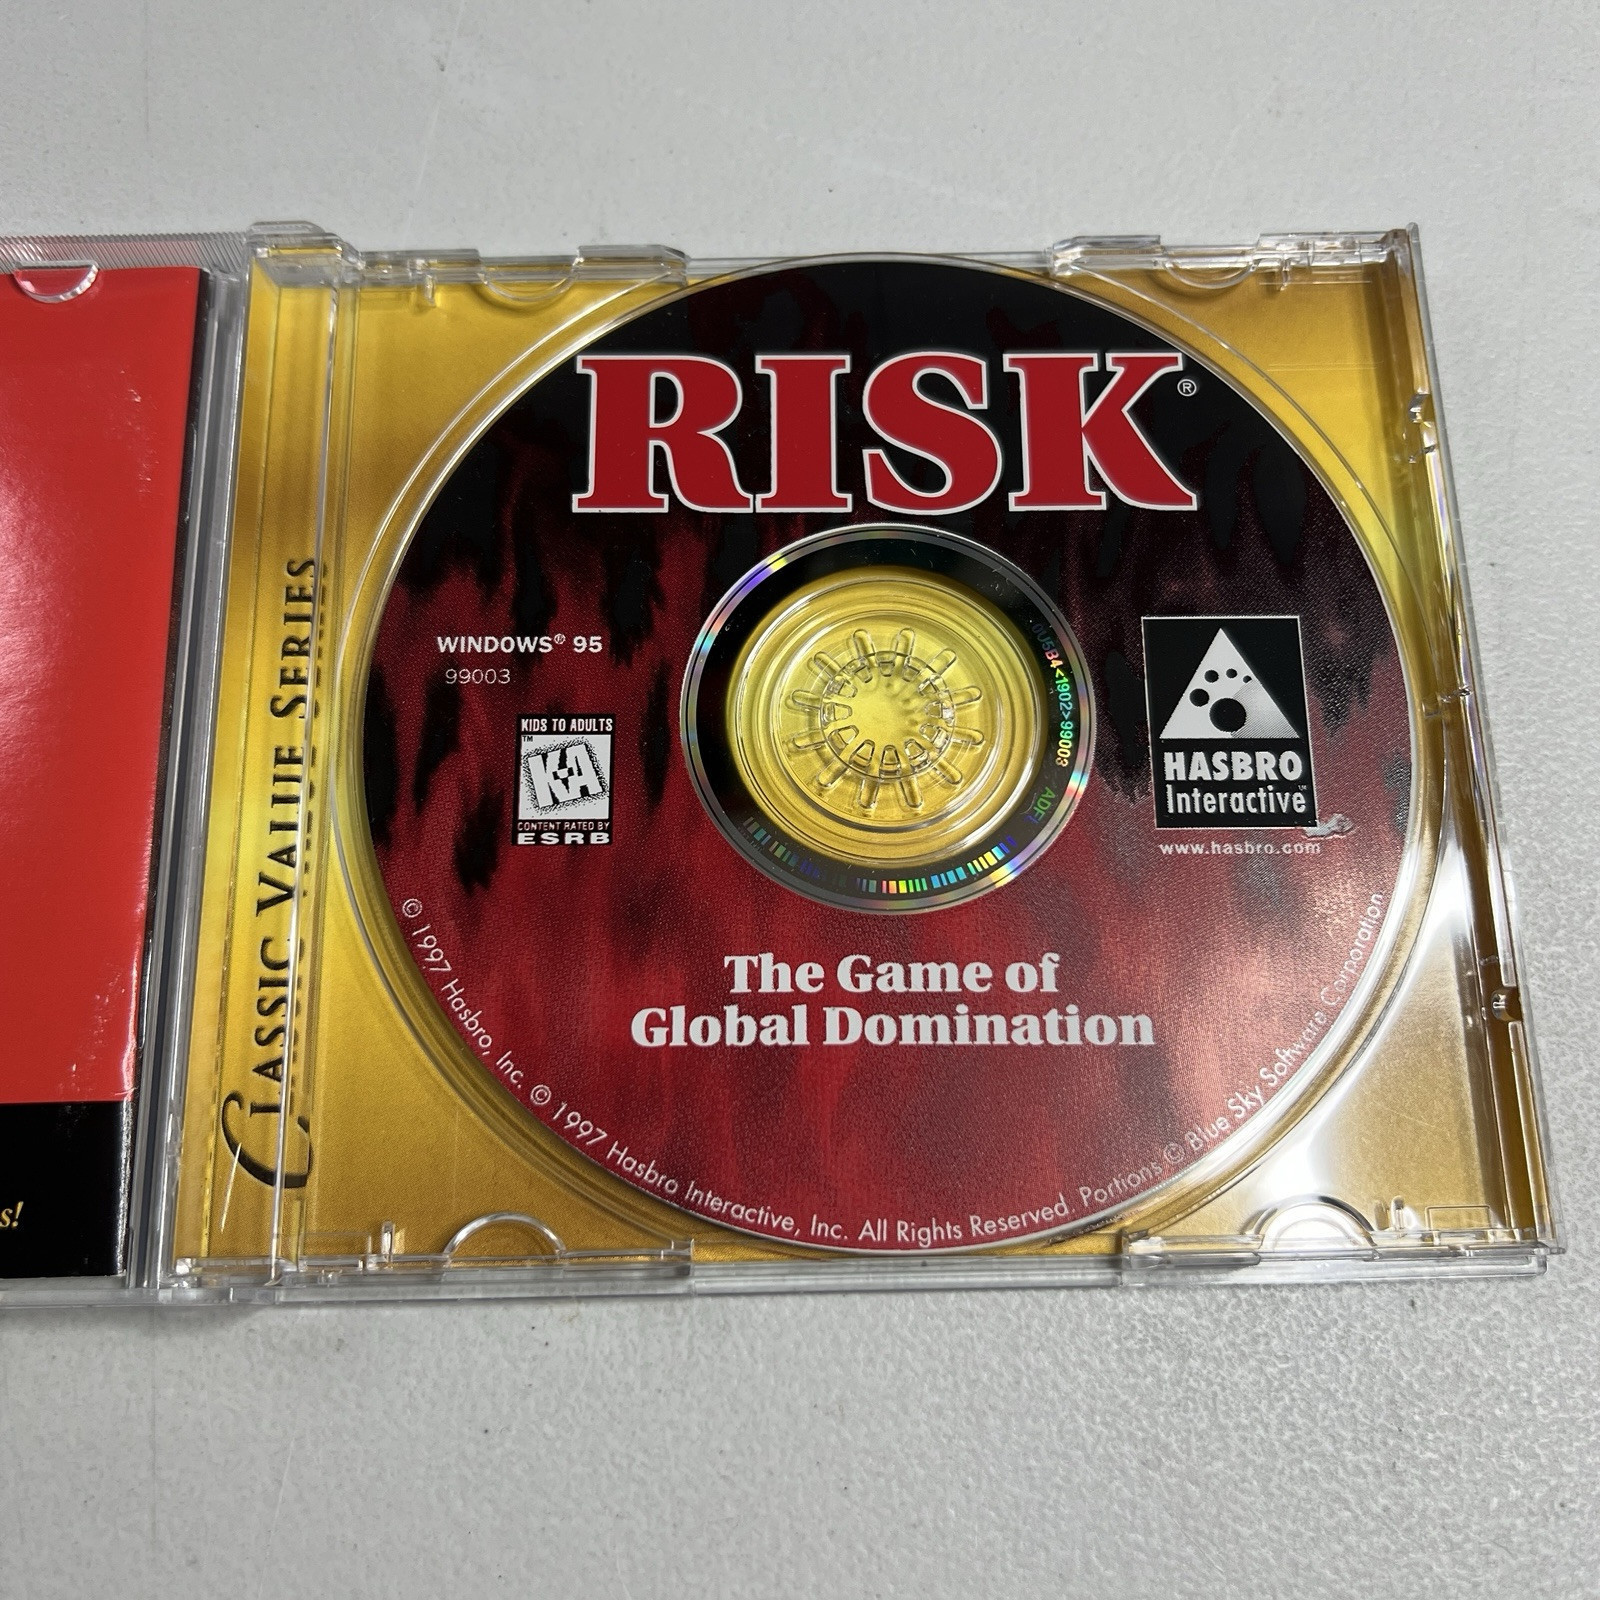 RISK®
WINDOWS® 95
99003
KIDS TO ADULTS
™
K-A
CONTENT RATED BY
ESRB
HASBRO
Interactive™
www.hasbro.com
The Game of
Global Domination
© 1997 Hasbro, Inc. © 1997 Hasbro Interactive, Inc. All Rights Reserved. Portions © Blue Sky Software Corporation
CLASSIC VALUE SERIES
s!